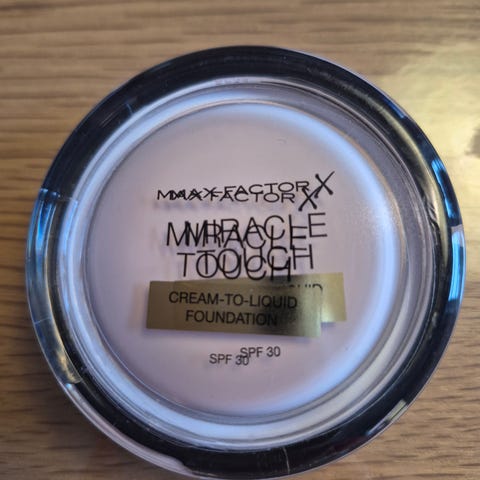 MAX FACTOR X
MIRACLE
TOUCH
CREAM-TO-LIQUID
FOUNDATION
SPF 30